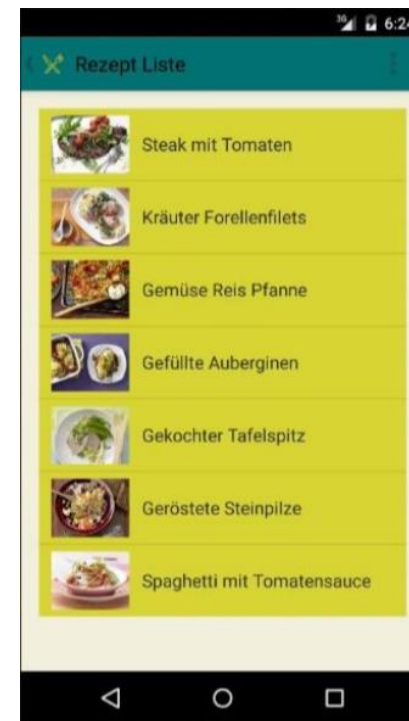 3G 6:24
Rezept Liste
Steak mit Tomaten
Kräuter Forellenfilets
Gemüse Reis Pfanne
Gefüllte Auberginen
Gekochter Tafelspitz
Geröstete Steinpilze
Spaghetti mit Tomatensauce